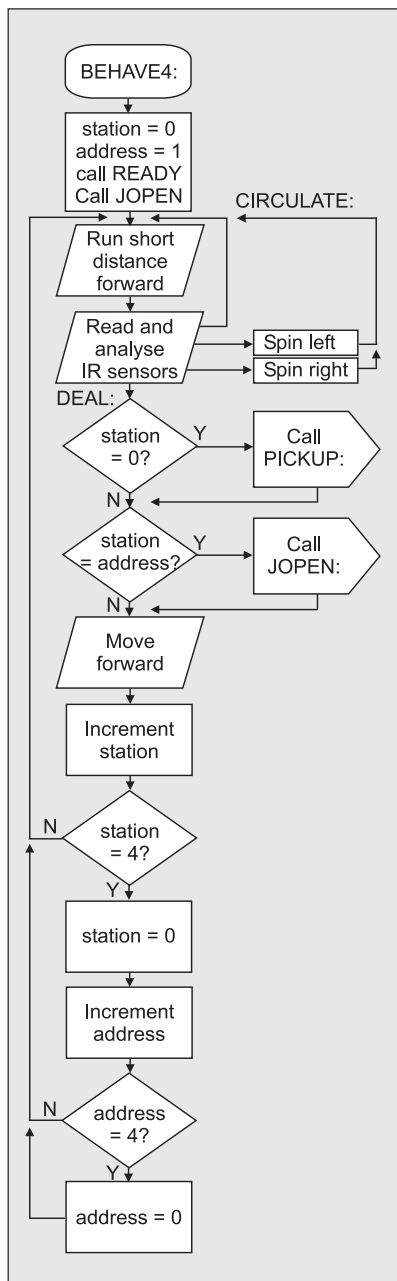 BEHAVE4:
station = 0
address = 1
call READY
Call JOPEN
CIRCULATE:
Run short
distance
forward
Read and
analyse
IR sensors
Spin left
Spin right
DEAL:
station
= 0?
Y
Call
PICKUP:
N
station
= address?
Y
Call
JOPEN:
N
Move
forward
Increment
station
N
station
= 4?
Y
station = 0
Increment
address
N
address
= 4?
Y
address = 0